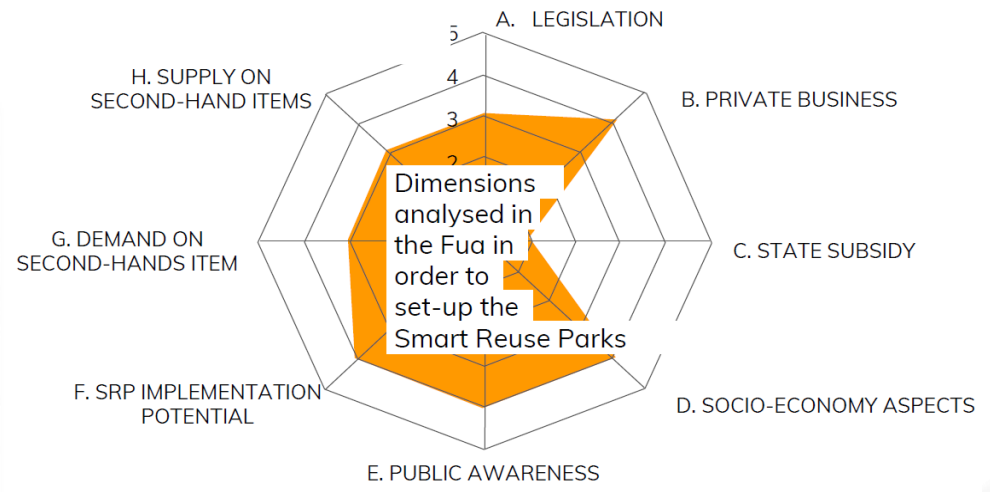 A. LEGISLATION
5
4
3
2
H. SUPPLY ON
SECOND-HAND ITEMS
B. PRIVATE BUSINESS
Dimensions
analysed in
the Fua in
order to
set-up the
Smart Reuse Parks
G. DEMAND ON
SECOND-HANDS ITEM
C. STATE SUBSIDY
F. SRP IMPLEMENTATION
POTENTIAL
D. SOCIO-ECONOMY ASPECTS
E. PUBLIC AWARENESS